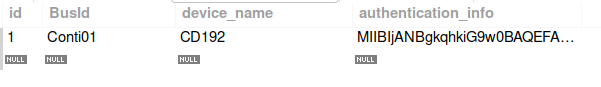 id BusId device_name authentication_info
1 Conti01 CD192 MIIBIjANBgkqhkiG9w0BAQEFA…
NULL NULL NULL NULL